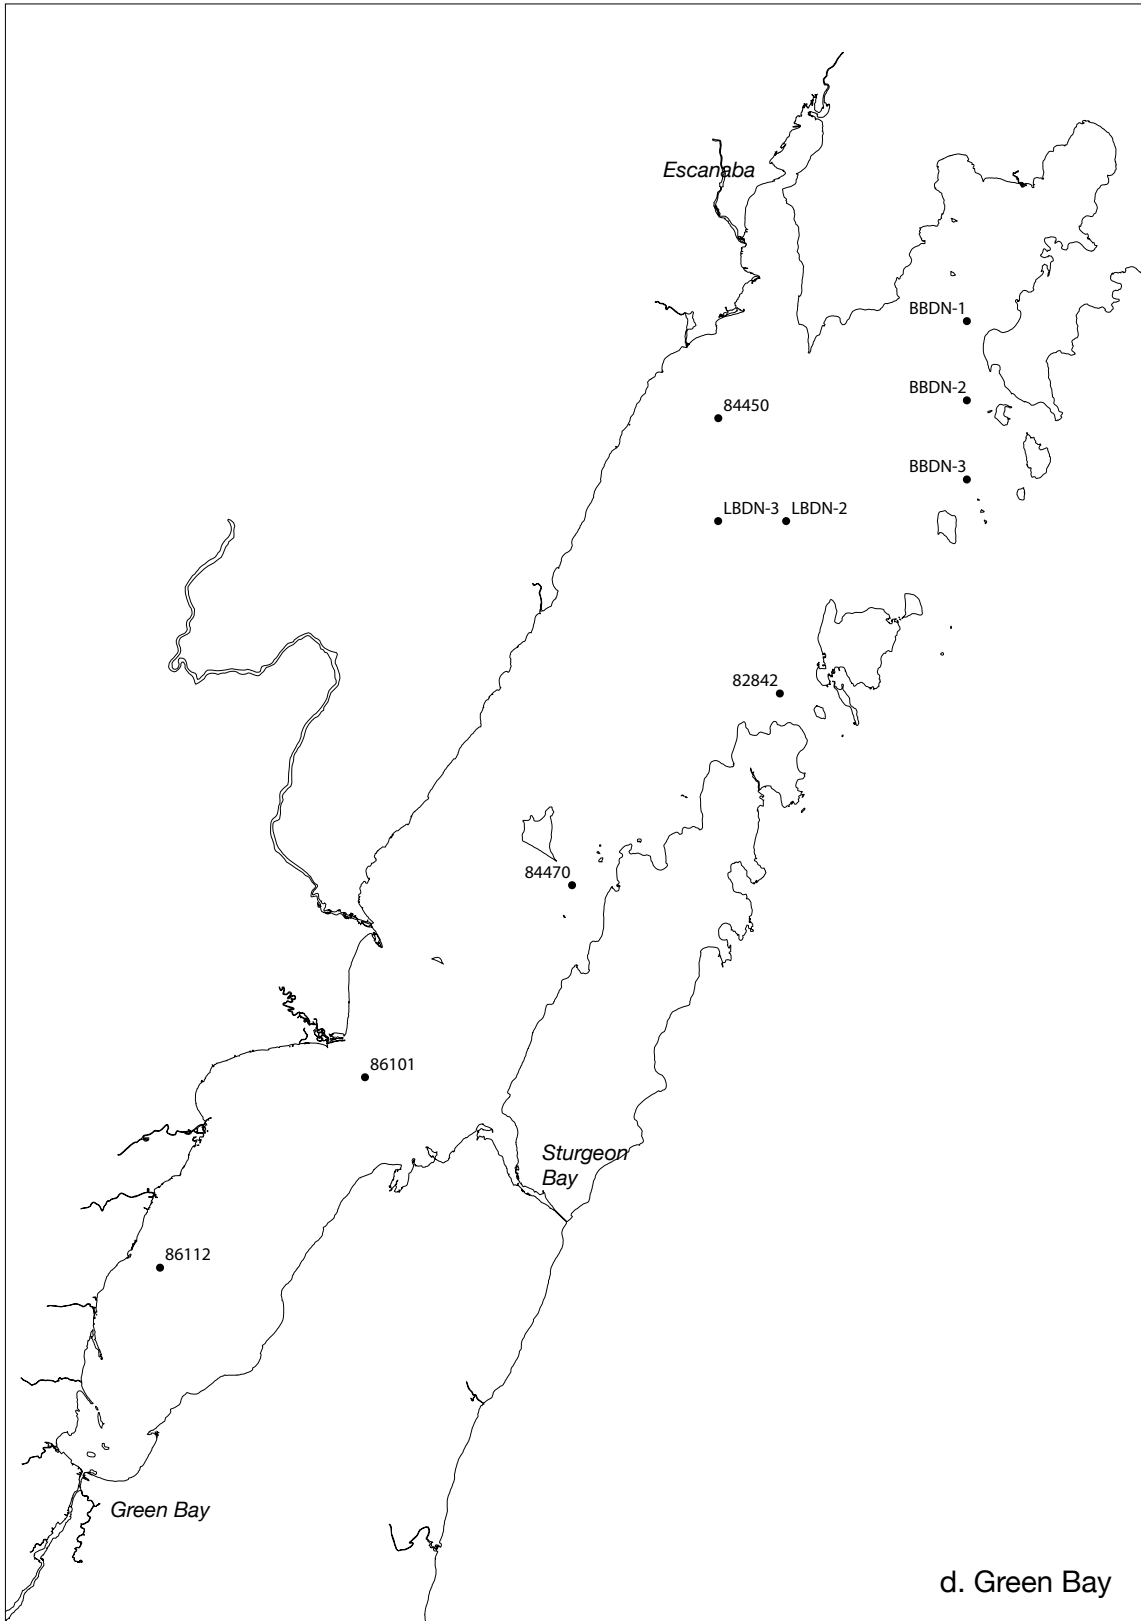 Escanaba
BBDN-1
BBDN-2
84450
BBDN-3
LBDN-3
LBDN-2
82842
84470
86101
Sturgeon
Bay
86112
Green Bay
d. Green Bay